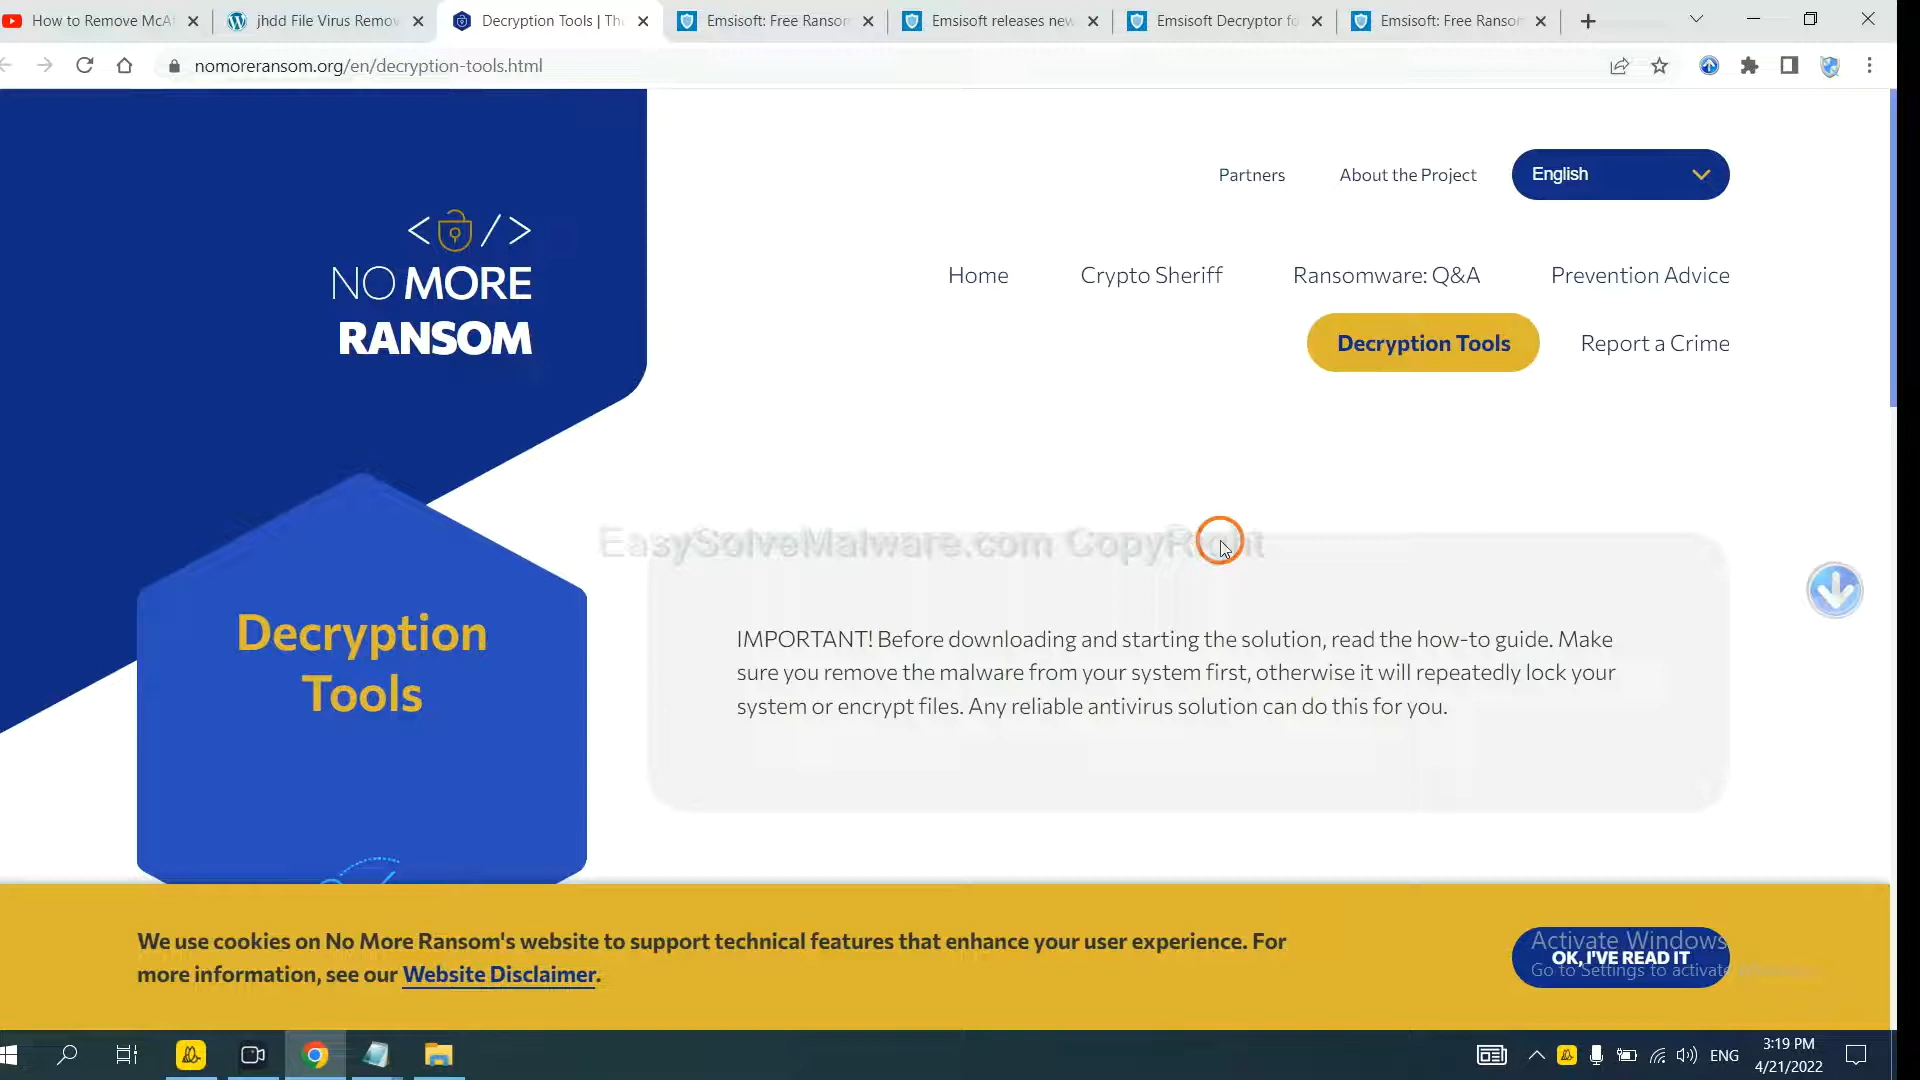 How to Remove McA
jhdd File Virus Remov
Decryption Tools | Th
Emsisoft: Free Ransom
Emsisoft releases new
Emsisoft Decryptor fo
Emsisoft: Free Ransom
nomoreransom.org/en/decryption-tools.html
Partners
About the Project
English
NO MORE
RANSOM
Home
Crypto Sheriff
Ransomware: Q&A
Prevention Advice
Decryption Tools
Report a Crime
EasySolveMalware.com CopyRight
Decryption
Tools
IMPORTANT! Before downloading and starting the solution, read the how-to guide. Make
sure you remove the malware from your system first, otherwise it will repeatedly lock your
system or encrypt files. Any reliable antivirus solution can do this for you.
We use cookies on No More Ransom's website to support technical features that enhance your user experience. For
more information, see our Website Disclaimer.
Activate Windows
OK, I'VE READ IT
Go to Settings to activate
ENG
3:19 PM
4/21/2022